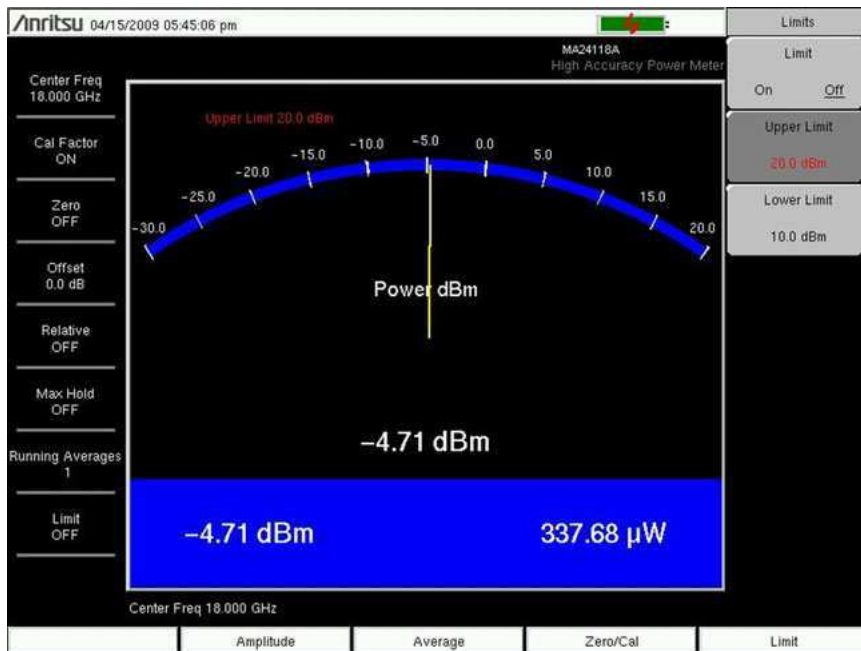 Anritsu 04/15/2009 05:45:06 pm
Limits
MA24118A
High Accuracy Power Meter
Center Freq
18.000 GHz
Cal Factor
ON
Zero
OFF
Offset
0.0 dB
Relative
OFF
Max Hold
OFF
Running Averages
1
Limit
OFF
Upper Limit 20.0 dBm
-30.0
-25.0
-20.0
-15.0
-10.0
-5.0
0.0
5.0
10.0
15.0
20.0
Power dBm
-4.71 dBm
-4.71 dBm 337.68 µW
Center Freq 18.000 GHz
Limit
On Off
Upper Limit
20.0 dBm
Lower Limit
10.0 dBm
Amplitude Average Zero/Cal Limit